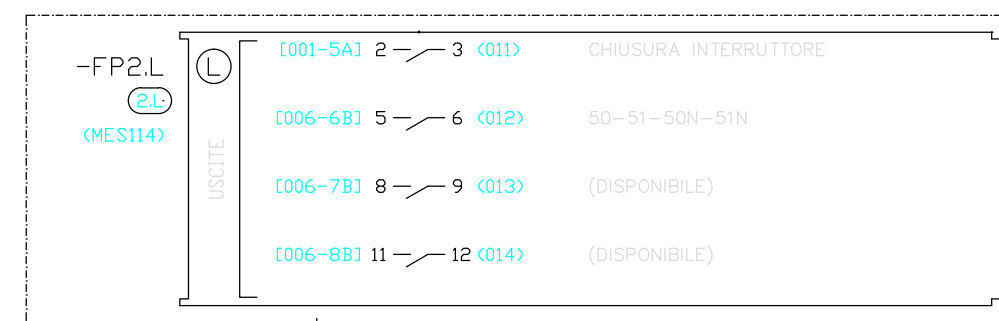 -FP2.L
2.L
(MES114)
L
USCITE
[001-5A] 2 3 (011) CHIUSURA INTERRUTTORE
[006-6B] 5 6 (012) 50-51-50N-51N
[006-7B] 8 9 (013) (DISPONIBILE)
[006-8B] 11 12 (014) (DISPONIBILE)